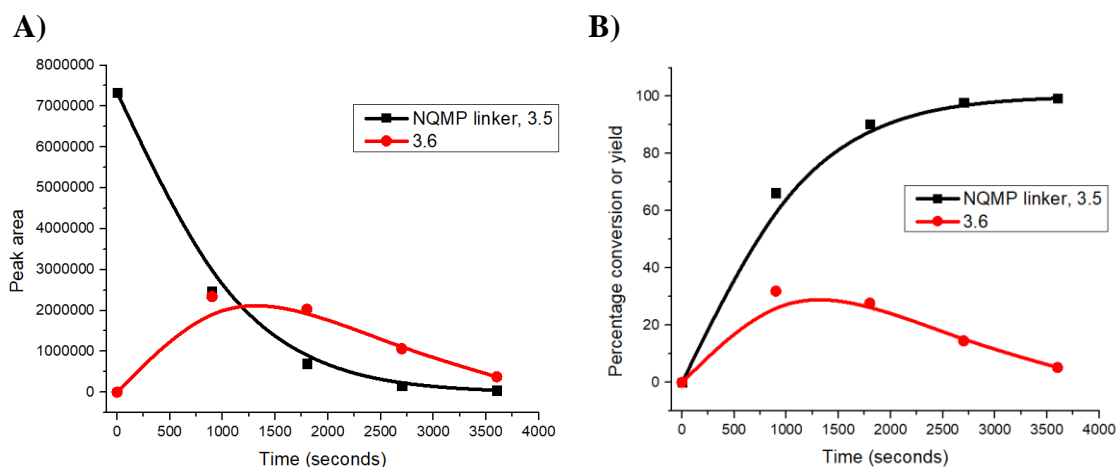 A)
8000000
7000000
6000000
5000000
4000000
3000000
2000000
1000000
0
Peak area
NQMP linker, 3.5
3.6
0 500 1000 1500 2000 2500 3000 3500 4000
Time (seconds)
B)
100
80
60
40
20
0
Percentage conversion or yield
NQMP linker, 3.5
3.6
0 500 1000 1500 2000 2500 3000 3500 4000
Time (seconds)